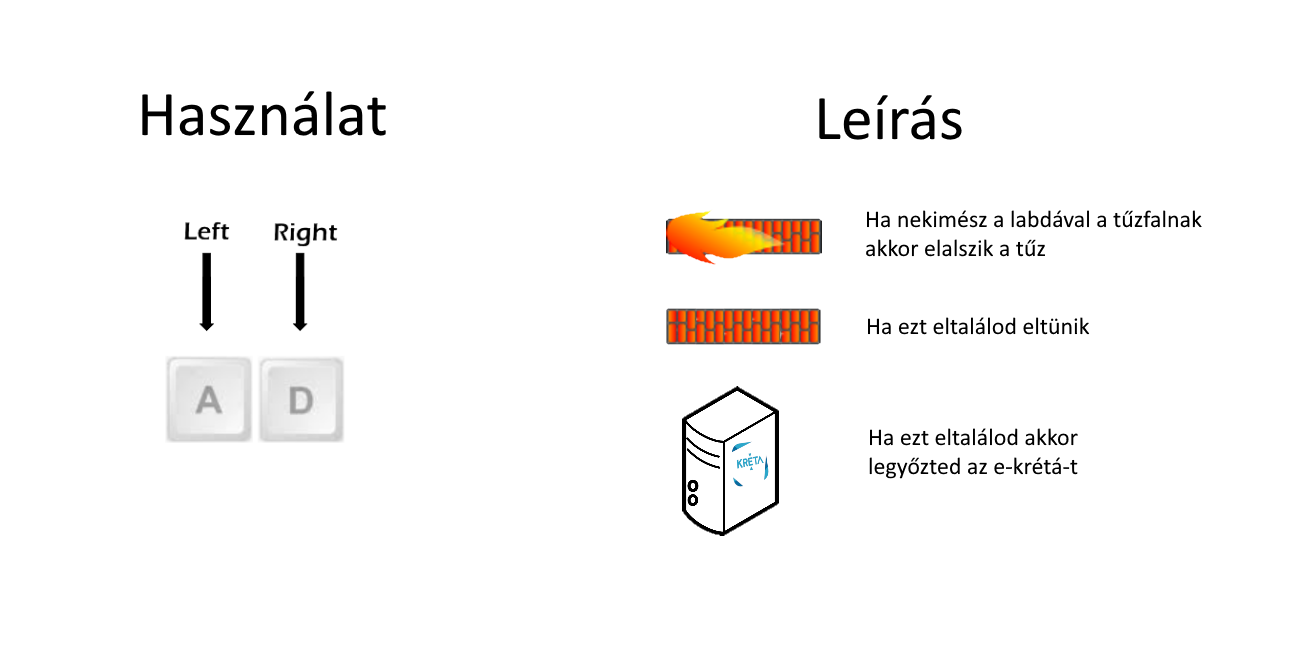 Használat
Left Right
A D
Leírás
Ha nekimész a labdával a tűzfalnak
akkor elalszik a tűz
Ha ezt eltalálod eltünik
KRÉTA
Ha ezt eltalálod akkor
legyőzted az e-krétá-t